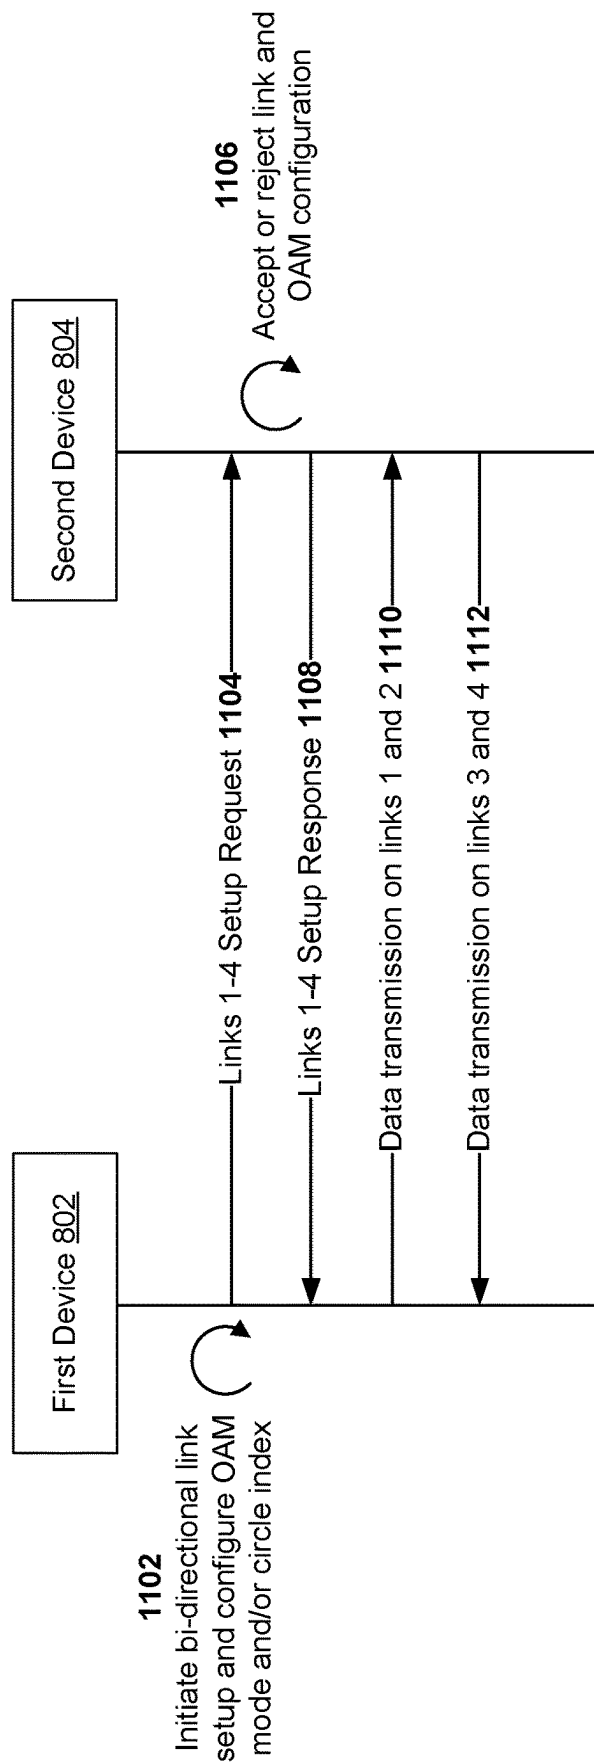 First Device 802
Second Device 804
1102
Initiate bi-directional link
setup and configure OAM
mode and/or circle index
Links 1-4 Setup Request 1104
1106
Accept or reject link and
OAM configuration
Links 1-4 Setup Response 1108
Data transmission on links 1 and 2 1110
Data transmission on links 3 and 4 1112